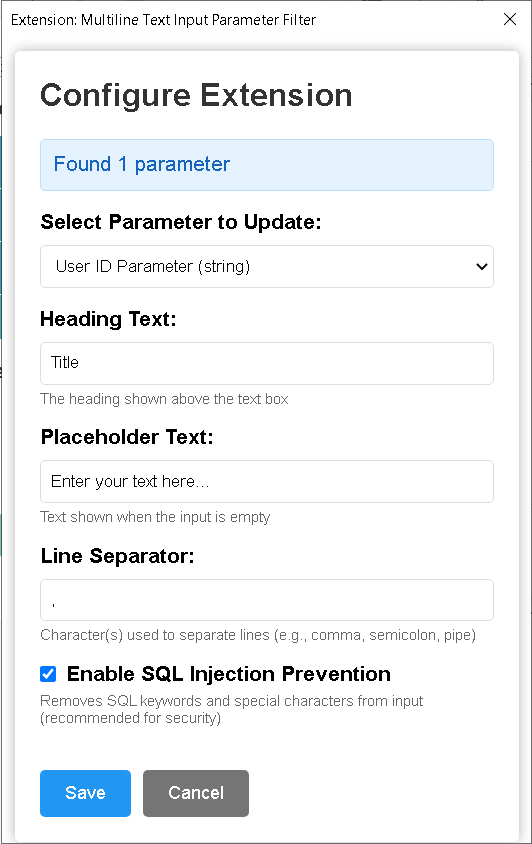 Extension: Multiline Text Input Parameter Filter
Configure Extension
Found 1 parameter
Select Parameter to Update:
User ID Parameter (string)
Heading Text:
Title
The heading shown above the text box
Placeholder Text:
Enter your text here...
Text shown when the input is empty
Line Separator:
,
Character(s) used to separate lines (e.g., comma, semicolon, pipe)
Enable SQL Injection Prevention
Removes SQL keywords and special characters from input
(recommended for security)
Save
Cancel